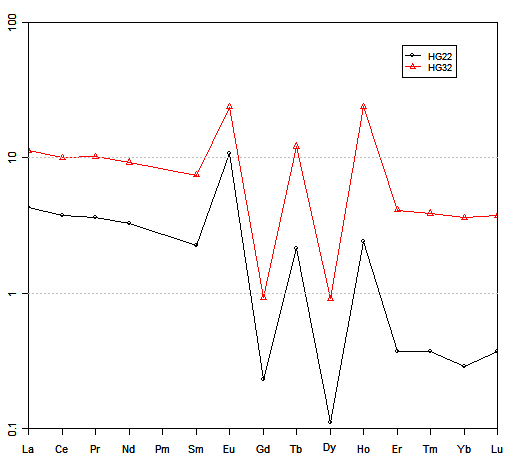 100
HG22
HG32
10
1
0.1
La Ce Pr Nd Pm Sm Eu Gd Tb Dy Ho Er Tm Yb Lu